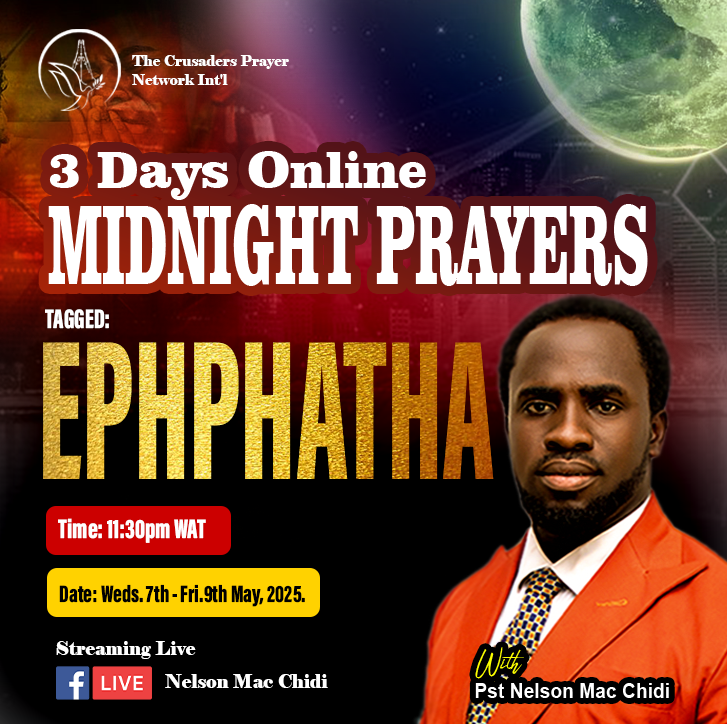 The Crusaders Prayer
Network Int'l
3 Days Online
MIDNIGHT PRAYERS
TAGGED:
EPHPHATHA
Time: 11:30pm WAT
Date: Weds. 7th - Fri.9th May, 2025.
Streaming Live
f LIVE Nelson Mac Chidi
With
Pst Nelson Mac Chidi